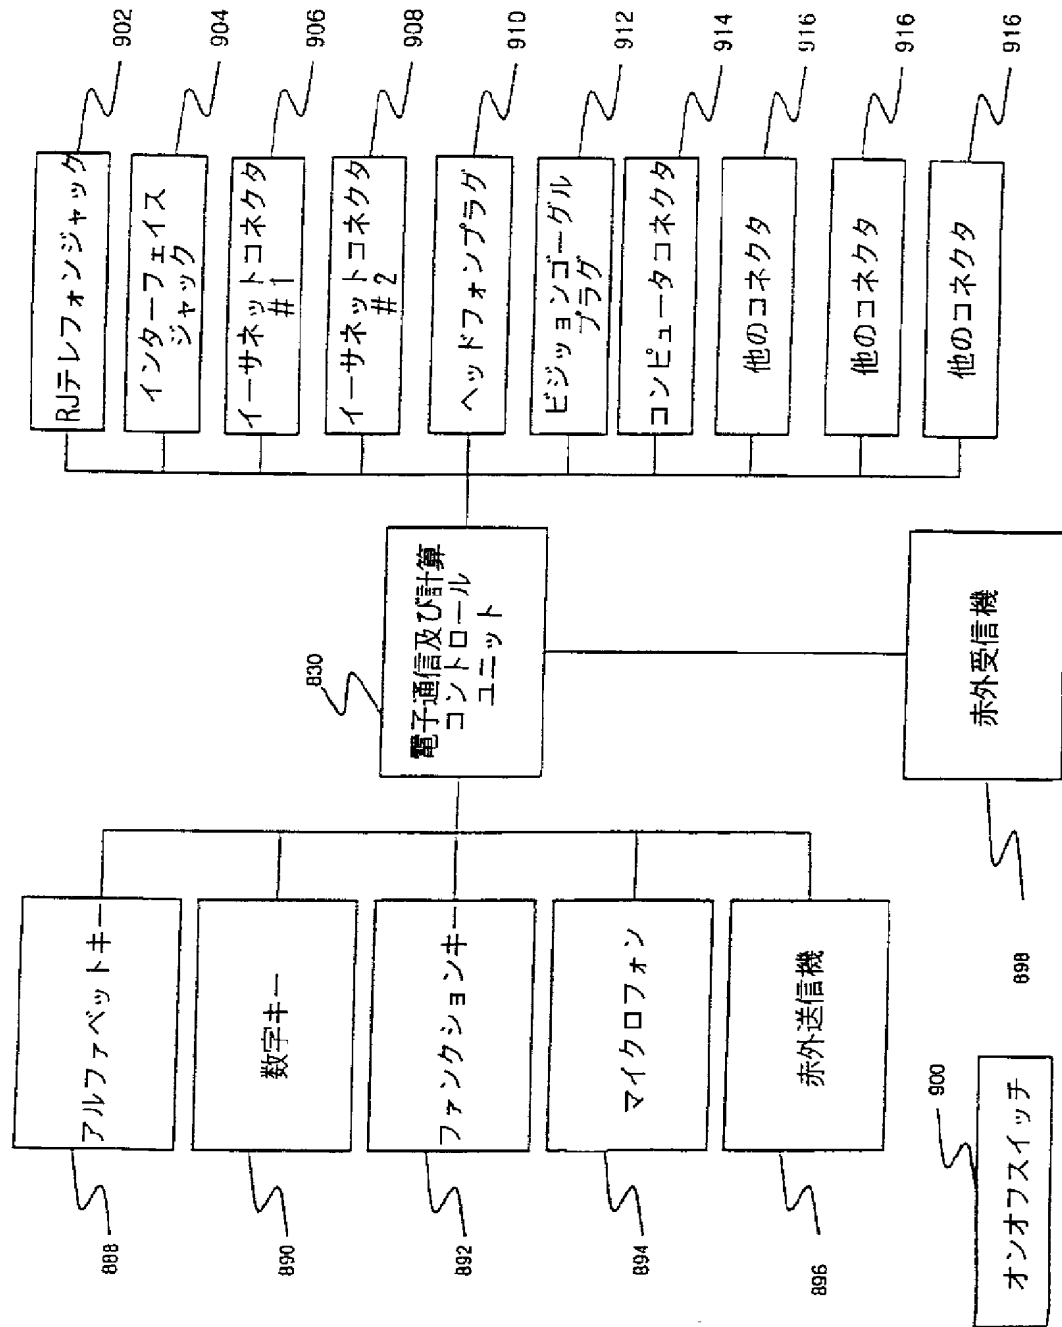 アルファベットキー
888
数字キー
890
ファンクションキー
892
マイクロフォン
894
赤外送信機
896
電子通信及び計算
コントロール
ユニット
830
赤外受信機
898
オンオフスイッチ
900
RJテレフォンジャック
902
インターフェイス
ジャック
904
イーサネットコネクタ
#1
906
イーサネットコネクタ
#2
908
ヘッドフォンプラグ
910
ビジョンゴーグル
プラグ
912
コンピュータコネクタ
914
他のコネクタ
916
他のコネクタ
916
他のコネクタ
916